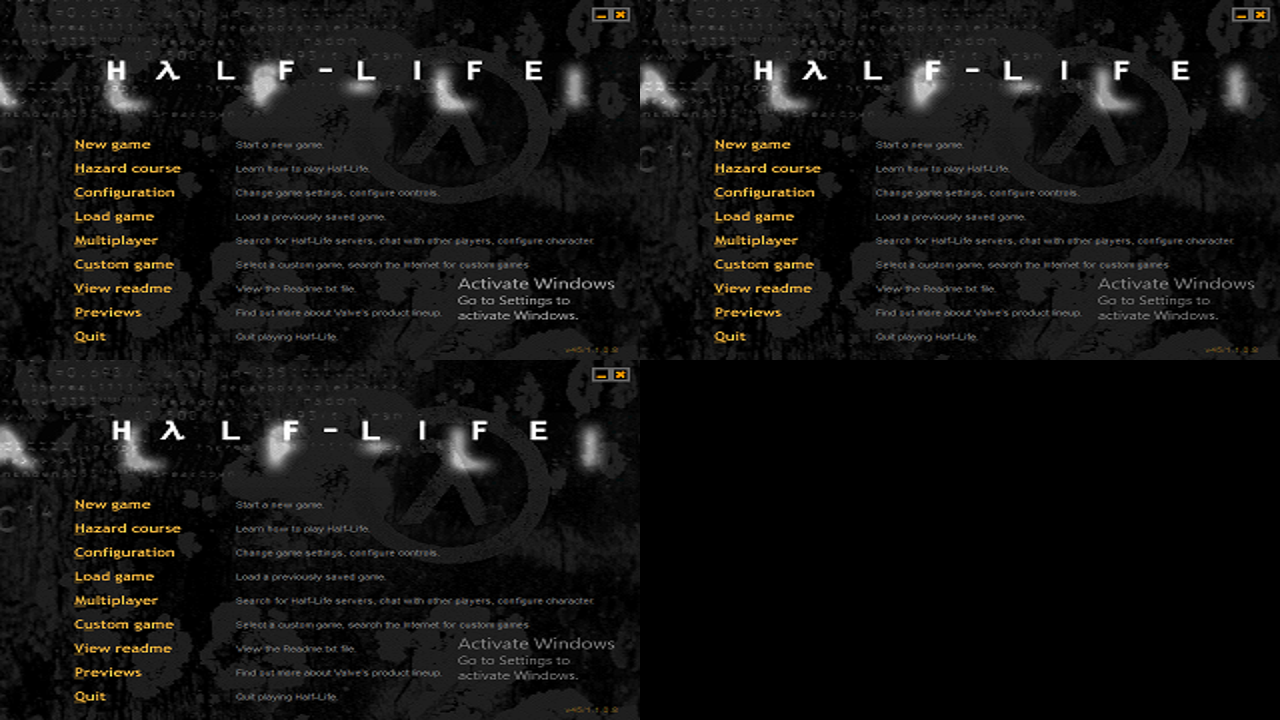 HλLF-LIFE
New game Start a new game.
Hazard course Learn how to play Half-Life.
Configuration Change game settings, configure controls.
Load game Load a previously saved game.
Multiplayer Search for Half-Life servers, chat with other players, configure character.
Custom game Select a custom game, search the Internet for custom games
View readme View the Readme.txt file.
Previews Find out more about Valve's product lineup.
Quit Quit playing Half-Life.
Activate Windows
Go to Settings to
activate Windows.
HλLF-LIFE
New game Start a new game.
Hazard course Learn how to play Half-Life.
Configuration Change game settings, configure controls.
Load game Load a previously saved game.
Multiplayer Search for Half-Life servers, chat with other players, configure character.
Custom game Select a custom game, search the Internet for custom games
View readme View the Readme.txt file.
Previews Find out more about Valve's product lineup.
Quit Quit playing Half-Life.
Activate Windows
Go to Settings to
activate Windows.
HλLF-LIFE
New game Start a new game.
Hazard course Learn how to play Half-Life.
Configuration Change game settings, configure controls.
Load game Load a previously saved game.
Multiplayer Search for Half-Life servers, chat with other players, configure character.
Custom game Select a custom game, search the Internet for custom games
View readme View the Readme.txt file.
Previews Find out more about Valve's product lineup.
Quit Quit playing Half-Life.
Activate Windows
Go to Settings to
activate Windows.